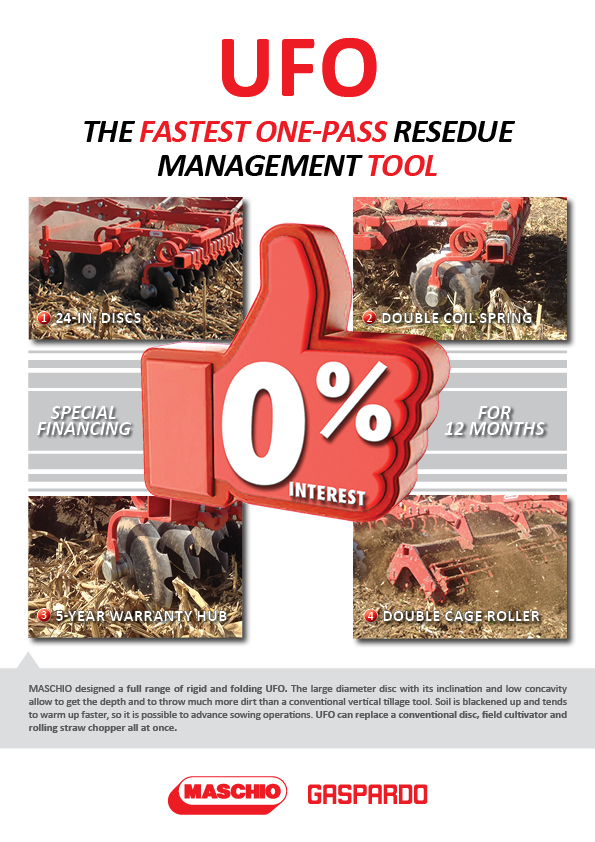 UFO
THE FASTEST ONE-PASS RESEDUE
MANAGEMENT TOOL
1 24-IN. DISCS
2 DOUBLE COIL SPRING
SPECIAL
FINANCING
0%
INTEREST
FOR
12 MONTHS
3 5-YEAR WARRANTY HUB
4 DOUBLE CAGE ROLLER
MASCHIO designed a full range of rigid and folding UFO. The large diameter disc with its inclination and low concavity
allow to get the depth and to throw much more dirt than a conventional vertical tillage tool. Soil is blackened up and tends
to warm up faster, so it is possible to advance sowing operations. UFO can replace a conventional disc, field cultivator and
rolling straw chopper all at once.
MASCHIO GASPARDO